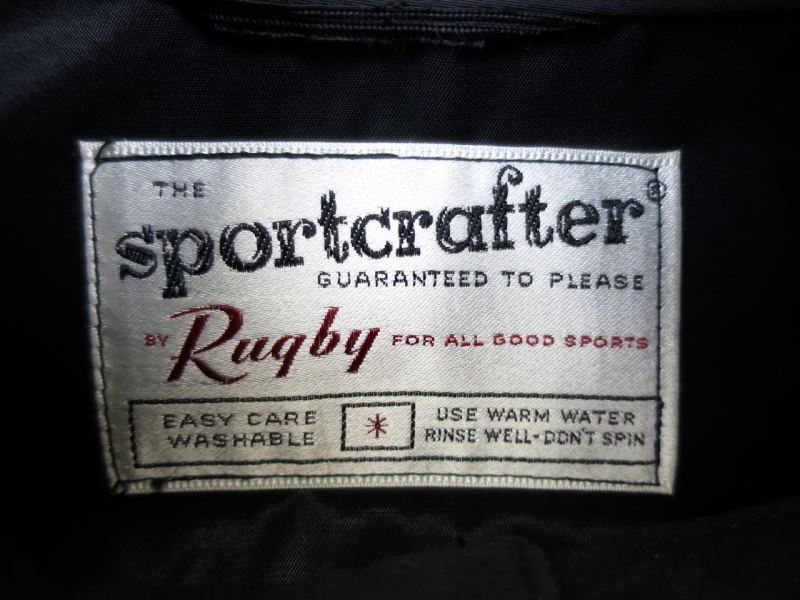 THE
sportcrafter®
GUARANTEED TO PLEASE
BY Rugby FOR ALL GOOD SPORTS
EASY CARE
WASHABLE
*
USE WARM WATER
RINSE WELL-DON'T SPIN